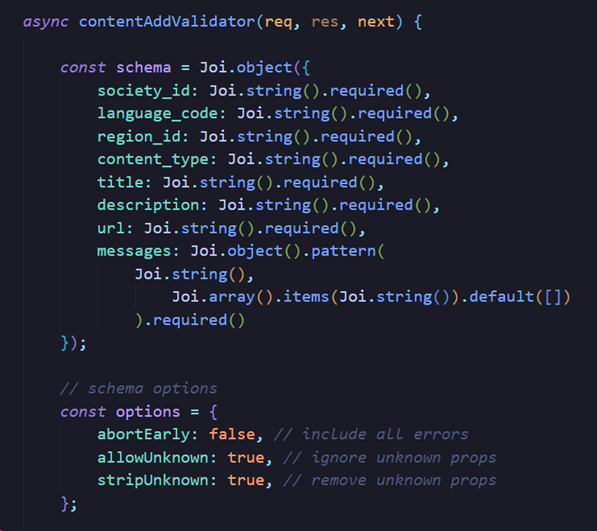 async contentAddValidator(req, res, next) {
const schema = Joi.object({
society_id: Joi.string().required(),
language_code: Joi.string().required(),
region_id: Joi.string().required(),
content_type: Joi.string().required(),
title: Joi.string().required(),
description: Joi.string().required(),
url: Joi.string().required(),
messages: Joi.object().pattern(
Joi.string(),
Joi.array().items(Joi.string()).default([])
).required()
});
// schema options
const options = {
abortEarly: false, // include all errors
allowUnknown: true, // ignore unknown props
stripUnknown: true, // remove unknown props
};